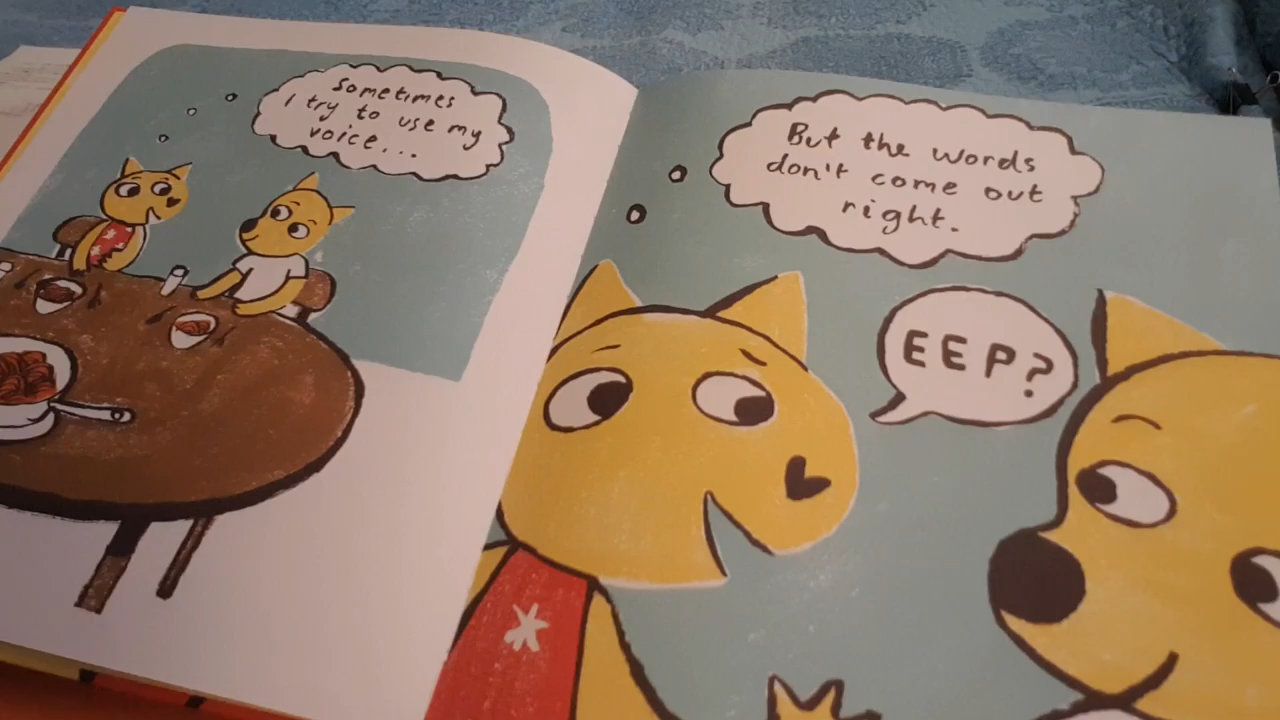 Sometimes
I try to use my
voice...
But the words
don't come out
right.
EEP?